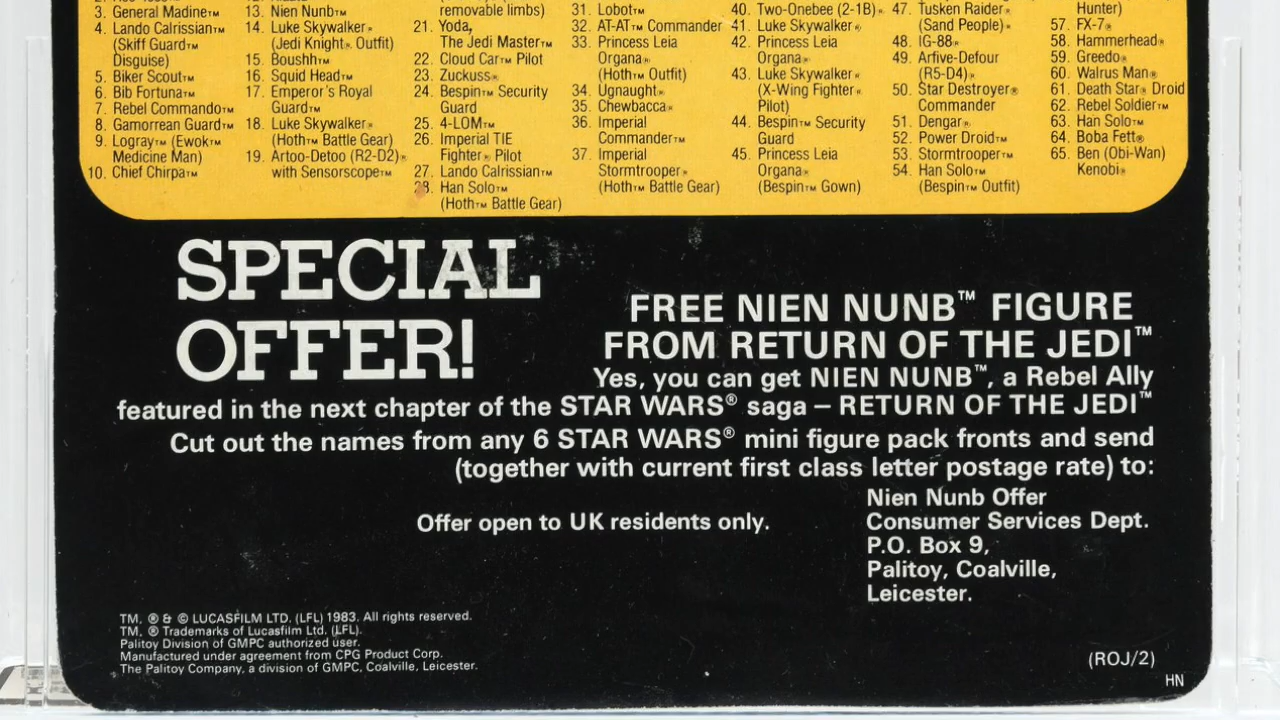 3. General Madine™
4. Lando Calrissian™
(Skiff Guard™
Disguise)
5. Biker Scout™
6. Bib Fortuna™
7. Rebel Commando™
8. Gamorrean Guard™
9. Logray™ (Ewok™
Medicine Man)
10. Chief Chirpa™
13. Nien Nunb™
14. Luke Skywalker®
(Jedi Knight® Outfit)
15. Boushh™
16. Squid Head™
17. Emperor's Royal
Guard™
18. Luke Skywalker®
(Hoth™ Battle Gear)
19. Artoo-Detoo (R2-D2)®
with Sensorscope™
removable limbs)
21. Yoda,
The Jedi Master™
22. Cloud Car™ Pilot
23. Zuckuss®
24. Bespin™ Security
Guard
25. 4-LOM™
26. Imperial TIE
Fighter® Pilot
27. Lando Calrissian™
28. Han Solo™
(Hoth™ Battle Gear)
31. Lobot™
32. AT-AT™ Commander
33. Princess Leia
Organa®
(Hoth™ Outfit)
34. Ugnaught®
35. Chewbacca®
36. Imperial
Commander™
37. Imperial
Stormtrooper®
(Hoth™ Battle Gear)
40. Two-Onebee (2-1B)®
41. Luke Skywalker®
42. Princess Leia
Organa®
43. Luke Skywalker®
(X-Wing Fighter®
Pilot)
44. Bespin™ Security
Guard
45. Princess Leia
Organa®
(Bespin™ Gown)
47. Tusken Raider®
(Sand People)®
48. IG-88®
49. Arfive-Defour
(R5-D4)®
50. Star Destroyer®
Commander
51. Dengar®
52. Power Droid™
53. Stormtrooper™
54. Han Solo™
(Bespin™ Outfit)
Hunter)
57. FX-7®
58. Hammerhead®
59. Greedo®
60. Walrus Man®
61. Death Star® Droid
62. Rebel Soldier™
63. Han Solo™
64. Boba Fett®
65. Ben (Obi-Wan)
Kenobi®
SPECIAL
OFFER!
FREE NIEN NUNB™ FIGURE
FROM RETURN OF THE JEDI™
Yes, you can get NIEN NUNB™, a Rebel Ally
featured in the next chapter of the STAR WARS® saga – RETURN OF THE JEDI™
Cut out the names from any 6 STAR WARS® mini figure pack fronts and send
(together with current first class letter postage rate) to:
Nien Nunb Offer
Consumer Services Dept.
P.O. Box 9,
Palitoy, Coalville,
Leicester.
Offer open to UK residents only.
TM, ® & © LUCASFILM LTD. (LFL) 1983. All rights reserved.
TM, ® Trademarks of Lucasfilm Ltd. (LFL).
Palitoy Division of GMPC authorized user.
Manufactured under agreement from CPG Product Corp.
The Palitoy Company, a division of GMPC, Coalville, Leicester.
(ROJ/2)
HN